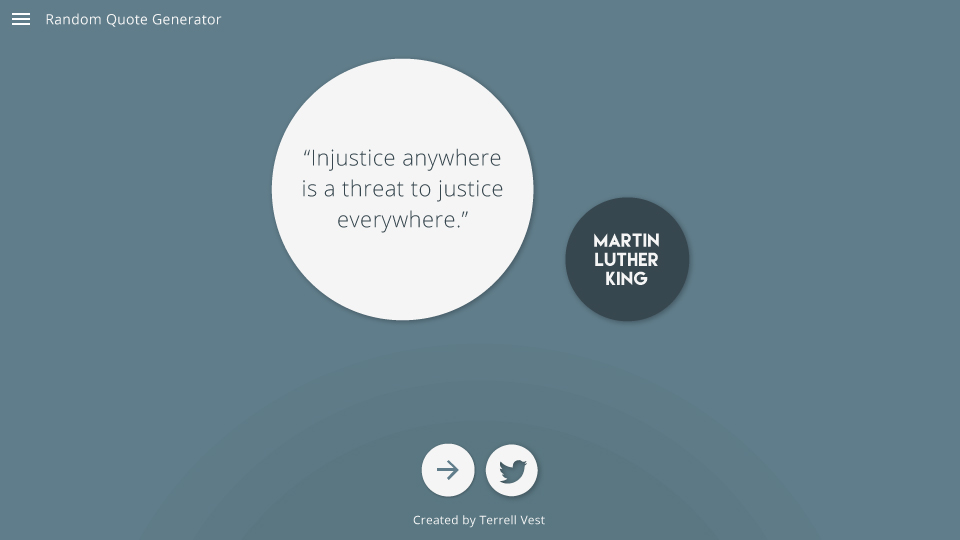 Random Quote Generator
“Injustice anywhere
is a threat to justice
everywhere.”
MARTIN
LUTHER
KING
Created by Terrell Vest